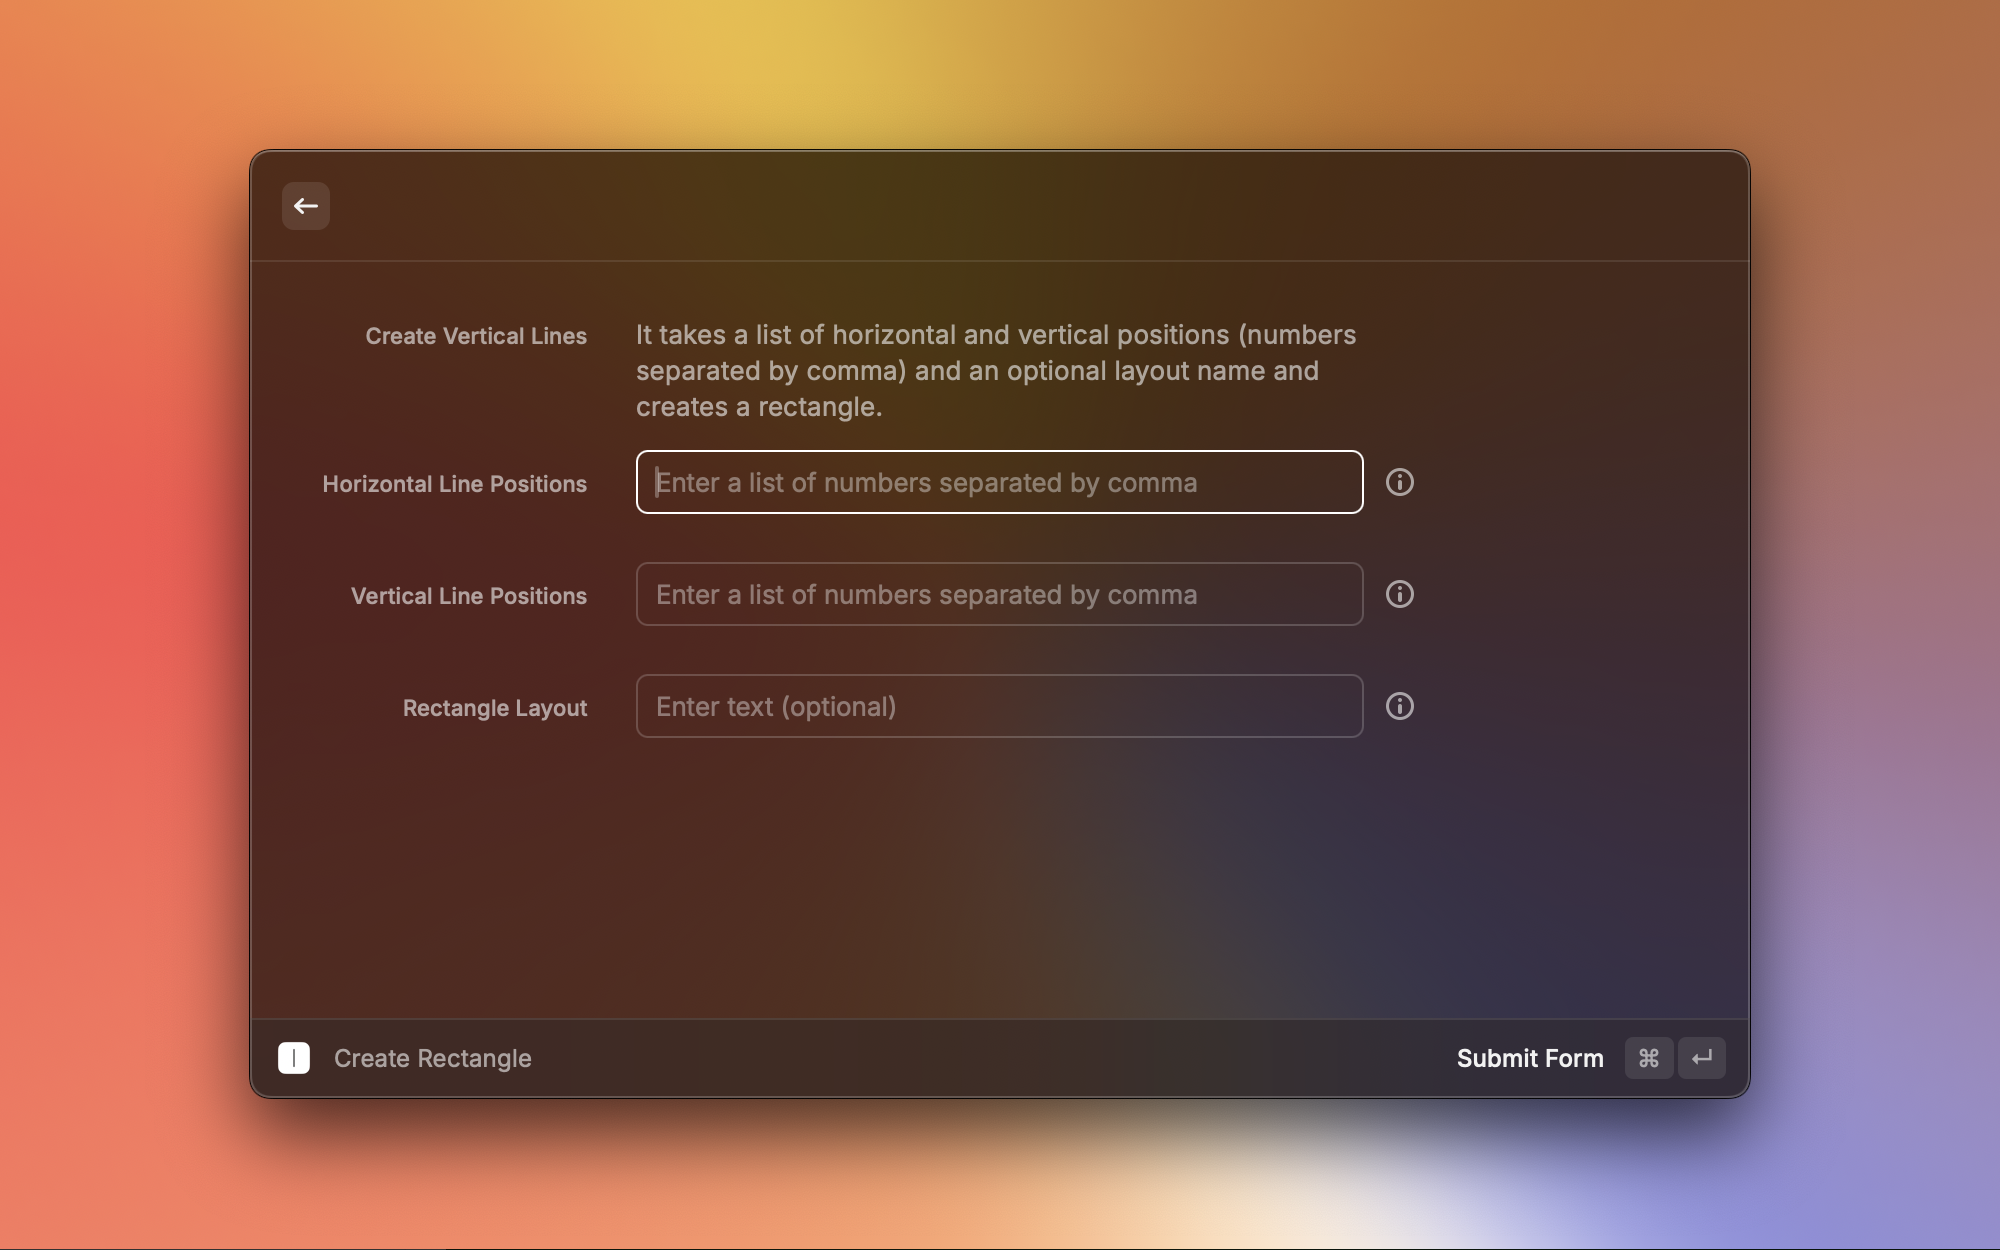 Create Vertical Lines
It takes a list of horizontal and vertical positions (numbers
separated by comma) and an optional layout name and
creates a rectangle.
Horizontal Line Positions
Enter a list of numbers separated by comma
Vertical Line Positions
Enter a list of numbers separated by comma
Rectangle Layout
Enter text (optional)
Create Rectangle
Submit Form ⌘ ↵